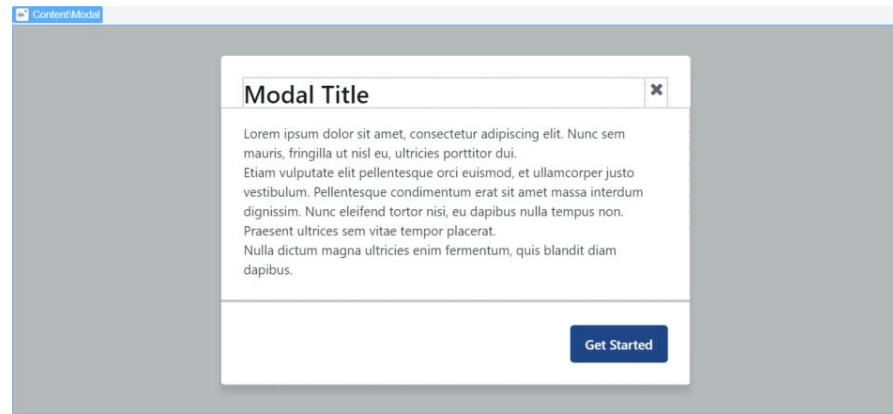 Content\Modal
Modal Title
Lorem ipsum dolor sit amet, consectetur adipiscing elit. Nunc sem
mauris, fringilla ut nisl eu, ultricies porttitor dui.
Etiam vulputate elit pellentesque orci euismod, et ullamcorper justo
vestibulum. Pellentesque condimentum erat sit amet massa interdum
dignissim. Nunc eleifend tortor nisi, eu dapibus nulla tempus non.
Praesent ultrices sem vitae tempor placerat.
Nulla dictum magna ultricies enim fermentum, quis blandit diam
dapibus.
Get Started